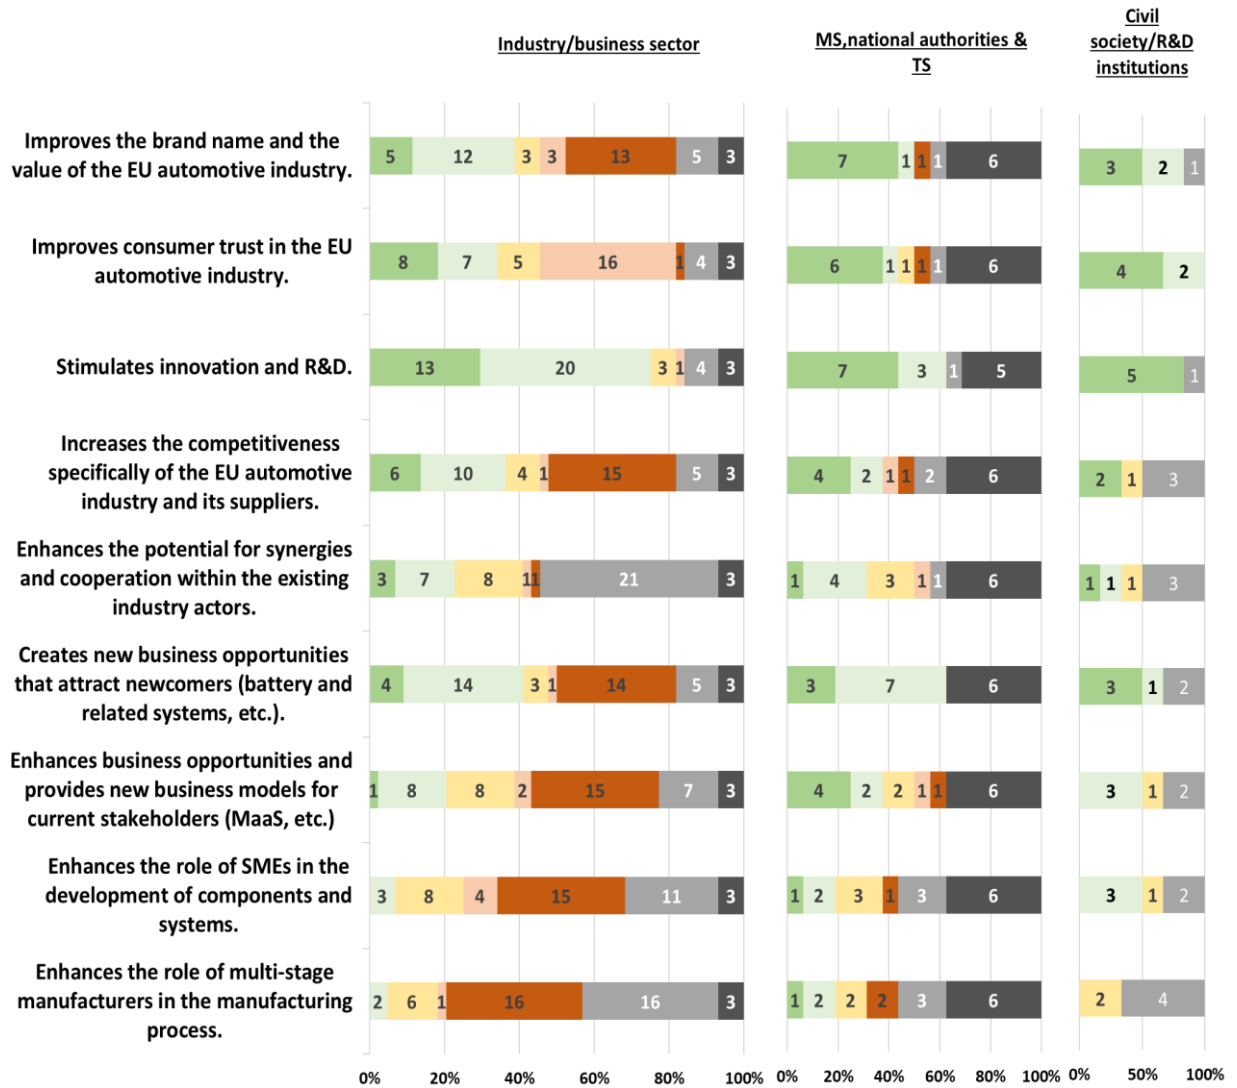 Industry/business sector
MS,national authorities &
TS
Civil
society/R&D
institutions
Improves the brand name and the
value of the EU automotive industry.
5 12 3 3 13 5 3
7 1 1 1 6
3 2 1
Improves consumer trust in the EU
automotive industry.
8 7 5 16 1 4 3
6 1 1 1 1 6
4 2
Stimulates innovation and R&D.
13 20 3 1 4 3
7 3 1 5
5 1
Increases the competitiveness
specifically of the EU automotive
industry and its suppliers.
6 10 4 1 15 5 3
4 2 1 1 2 6
2 1 3
Enhances the potential for synergies
and cooperation within the existing
industry actors.
3 7 8 1 1 21 3
1 4 3 1 1 6
1 1 1 3
Creates new business opportunities
that attract newcomers (battery and
related systems, etc.).
4 14 3 1 14 5 3
3 7 6
3 1 2
Enhances business opportunities and
provides new business models for
current stakeholders (MaaS, etc.)
1 8 8 2 15 7 3
4 2 2 1 1 6
3 1 2
Enhances the role of SMEs in the
development of components and
systems.
3 8 4 15 11 3
1 2 3 1 3 6
3 1 2
Enhances the role of multi-stage
manufacturers in the manufacturing
process.
2 6 1 16 16 3
1 2 2 2 3 6
2 4
0% 20% 40% 60% 80% 100%
0% 20% 40% 60% 80% 100%
0% 50% 100%